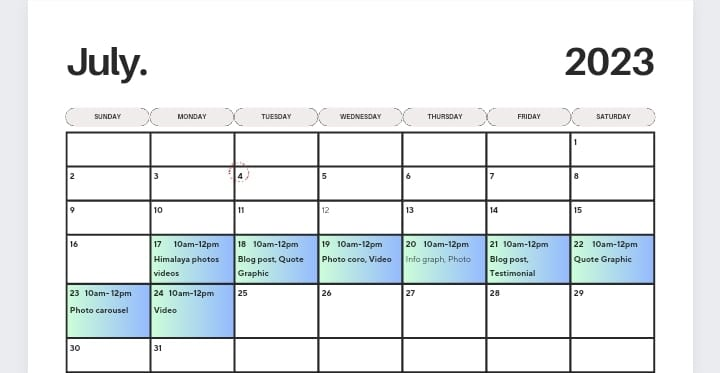 July. 2023
SUNDAY MONDAY TUESDAY WEDNESDAY THURSDAY FRIDAY SATURDAY
1
2 3 4 5 6 7 8
9 10 11 12 13 14 15
16 17 10am-12pm 18 10am-12pm 19 10am-12pm 20 10am-12pm 21 10am-12pm 22 10am-12pm
Himalaya photos Blog post, Quote Photo coro, Video Info graph, Photo Blog post, Quote Graphic
videos Graphic Testimonial
23 10am-12pm 24 10am-12pm 25 26 27 28 29
Photo carousel Video
30 31